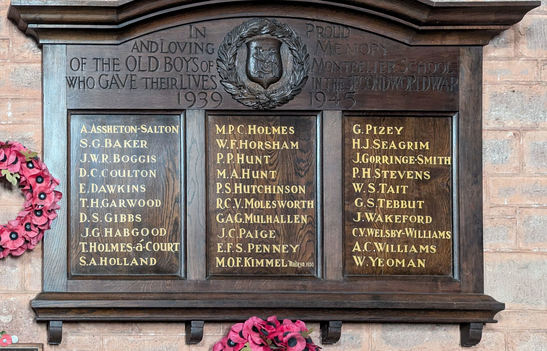 IN PROUD
AND LOVING MEMORY
OF THE OLD BOYS OF MONTPELIER SCHOOL
WHO GAVE THEIR LIVES IN THE SECOND WORLD WAR
1939 1945
A. ASSHETON-SALTON
S.G. BAKER
J.W.R. BOGGIS
D.C. COULTON
E. DAWKINS
T.H. GARWOOD
D.S. GIBBS
J.G. HABGOOD
T. HOLMES-à-COURT
S.A. HOLLAND
M.P.C. HOLMES
W.F. HORSHAM
P.P. HUNT
M.A. HUNT
P.S. HUTCHINSON
R.C.V. MOLESWORTH
G.A.G. MULHALLEN
J.C. PAIGE
E.F.S. PENNEY
M.O.F. KIMMEL
G. PIZEY
H.J. SEAGRIM
J. GORRINGE-SMITH
P.H. STEVENS
W.S. TAIT
G.S. TEBBUT
J. WAKEFORD
C.V. WELSBY-WILLIAMS
A.C. WILLIAMS
W. YEOMAN